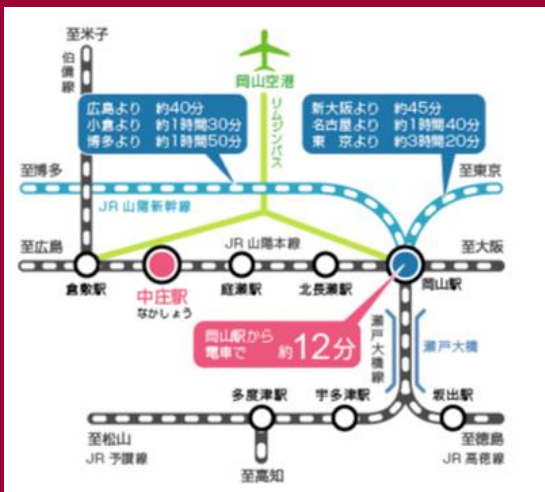 至米子
伯備線
岡山空港
リムジンバス
広島より 約40分
小倉より 約1時間30分
博多より 約1時間50分
新大阪より 約45分
名古屋より 約1時間40分
東 京より 約3時間20分
至博多
至東京
JR 山陽新幹線
至広島
JR 山陽本線
至大阪
倉敷駅
中庄駅
なかしょう
庭瀬駅
北長瀬駅
岡山駅
岡山駅から
電車で 約12分
瀬戸大橋線
瀬戸大橋
多度津駅
宇多津駅
坂出駅
至松山
JR 予讃線
至高知
至徳島
JR 高徳線